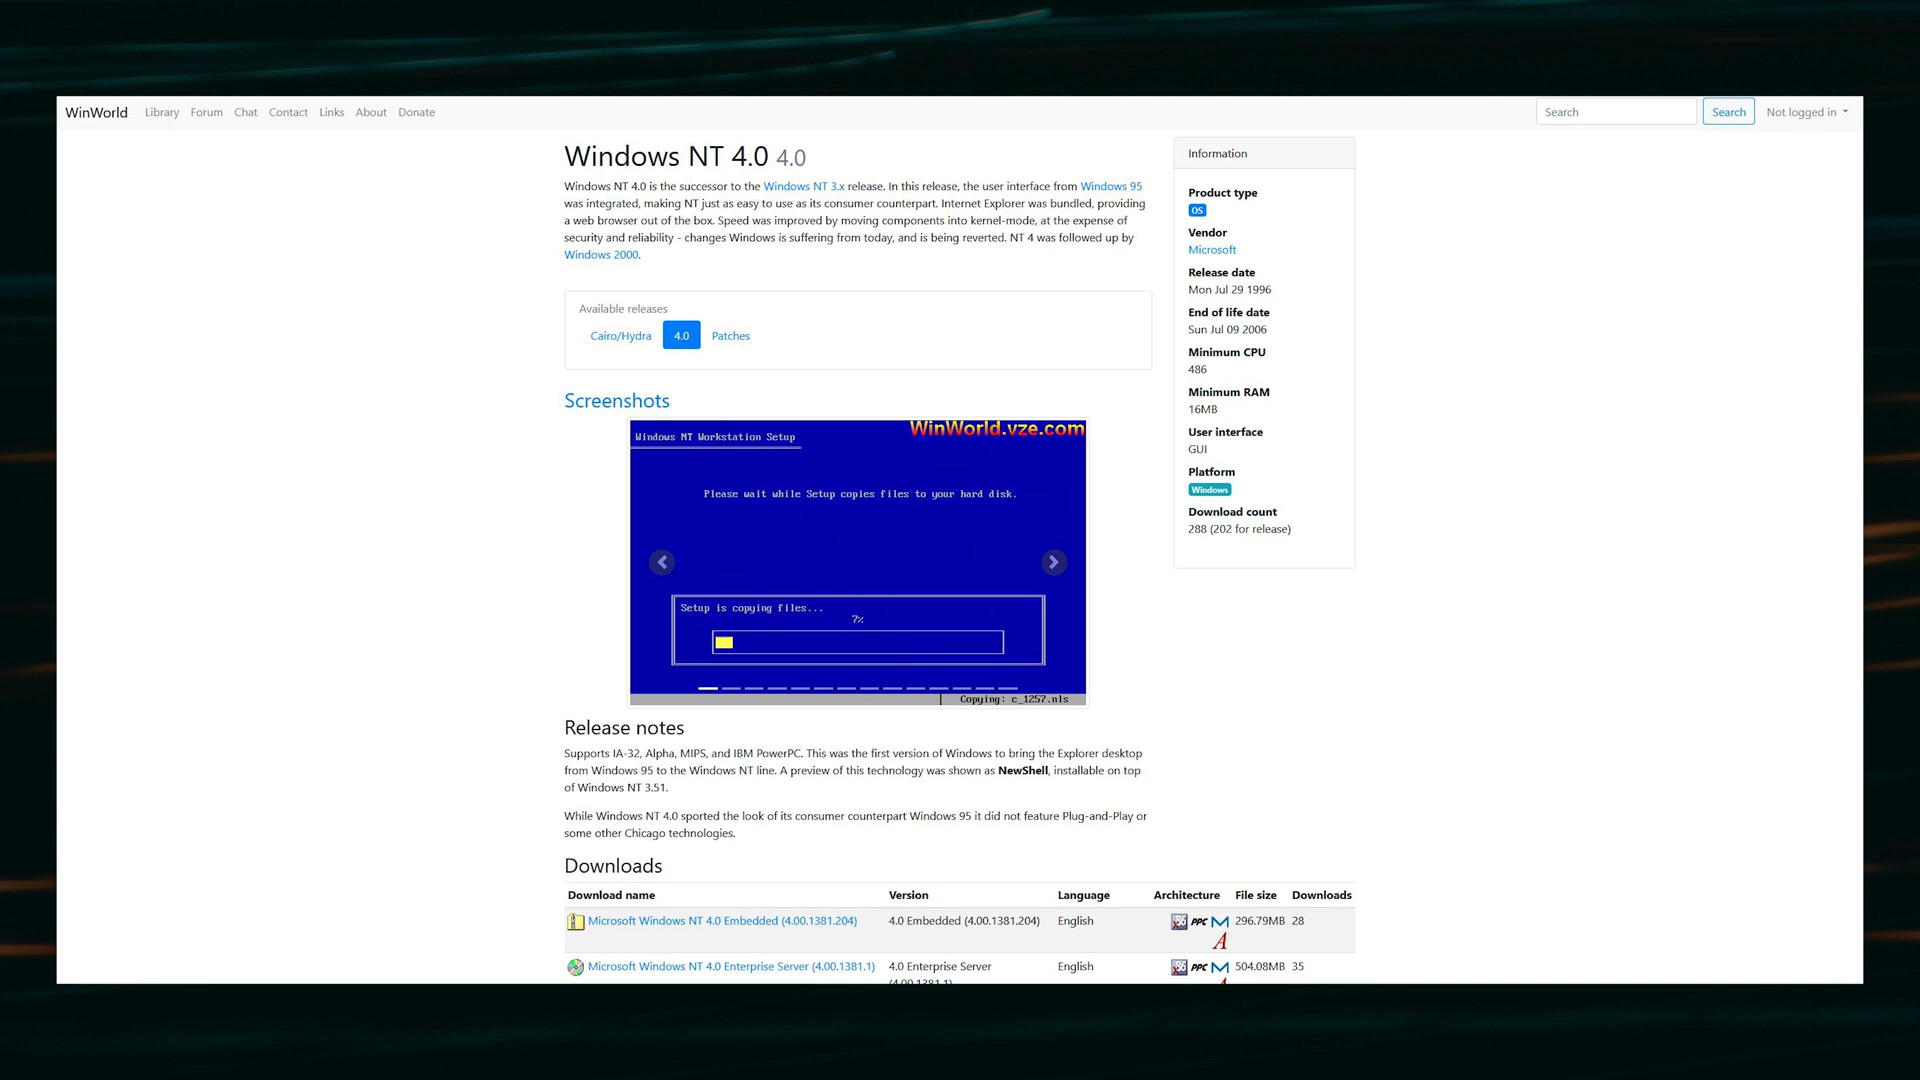 WinWorld Library Forum Chat Contact Links About Donate Search Search Not logged in
Windows NT 4.0 4.0
Windows NT 4.0 is the successor to the Windows NT 3.x release. In this release, the user interface from Windows 95
was integrated, making NT just as easy to use as its consumer counterpart. Internet Explorer was bundled, providing
a web browser out of the box. Speed was improved by moving components into kernel-mode, at the expense of
security and reliability - changes Windows is suffering from today, and is being reverted. NT 4 was followed up by
Windows 2000.
Available releases
Cairo/Hydra 4.0 Patches
Screenshots
WinWorld.vze.com
Windows NT Workstation Setup
Please wait while Setup copies files to your hard disk.
Setup is copying files...
7%
Copying: c_1257.nls
Release notes
Supports IA-32, Alpha, MIPS, and IBM PowerPC. This was the first version of Windows to bring the Explorer desktop
from Windows 95 to the Windows NT line. A preview of this technology was shown as NewShell, installable on top
of Windows NT 3.51.
While Windows NT 4.0 sported the look of its consumer counterpart Windows 95 it did not feature Plug-and-Play or
some other Chicago technologies.
Downloads
Download name Version Language Architecture File size Downloads
Microsoft Windows NT 4.0 Embedded (4.00.1381.204) 4.0 Embedded (4.00.1381.204) English x86 PPC 296.79MB 28
A
Microsoft Windows NT 4.0 Enterprise Server (4.00.1381.1) 4.0 Enterprise Server English x86 PPC 504.08MB 35
(4.00.1381.1)
Information
Product type
OS
Vendor
Microsoft
Release date
Mon Jul 29 1996
End of life date
Sun Jul 09 2006
Minimum CPU
486
Minimum RAM
16MB
User interface
GUI
Platform
Windows
Download count
288 (202 for release)